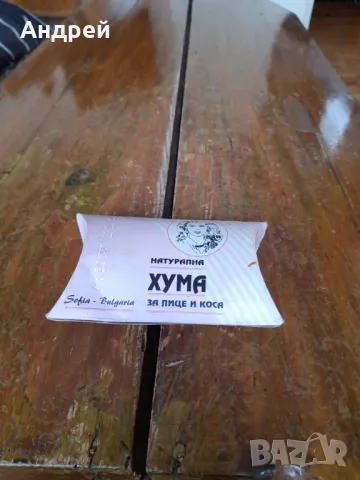 Андрей
НАТУРАЛНА
ХУМА
Sofia - Bulgaria ЗА ЛИЦЕ И КОСА
BAZAR